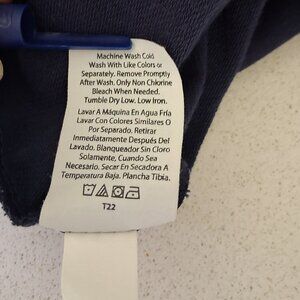 Machine Wash Cold
Wash With Like Colors or
Separately. Remove Promptly
After Wash. Only Non Chlorine
Bleach When Needed.
Tumble Dry Low. Low Iron.
Lavar A Máquina En Agua Fría
Lavar Con Colores Similares O
Por Separado. Retirar
Inmediatamente Después Del
Lavado. Blanqueador Sin Cloro
Solamente, Cuando Sea
Necesario. Secar En Secadora A
Temperatura Baja. Plancha Tibia.
T22